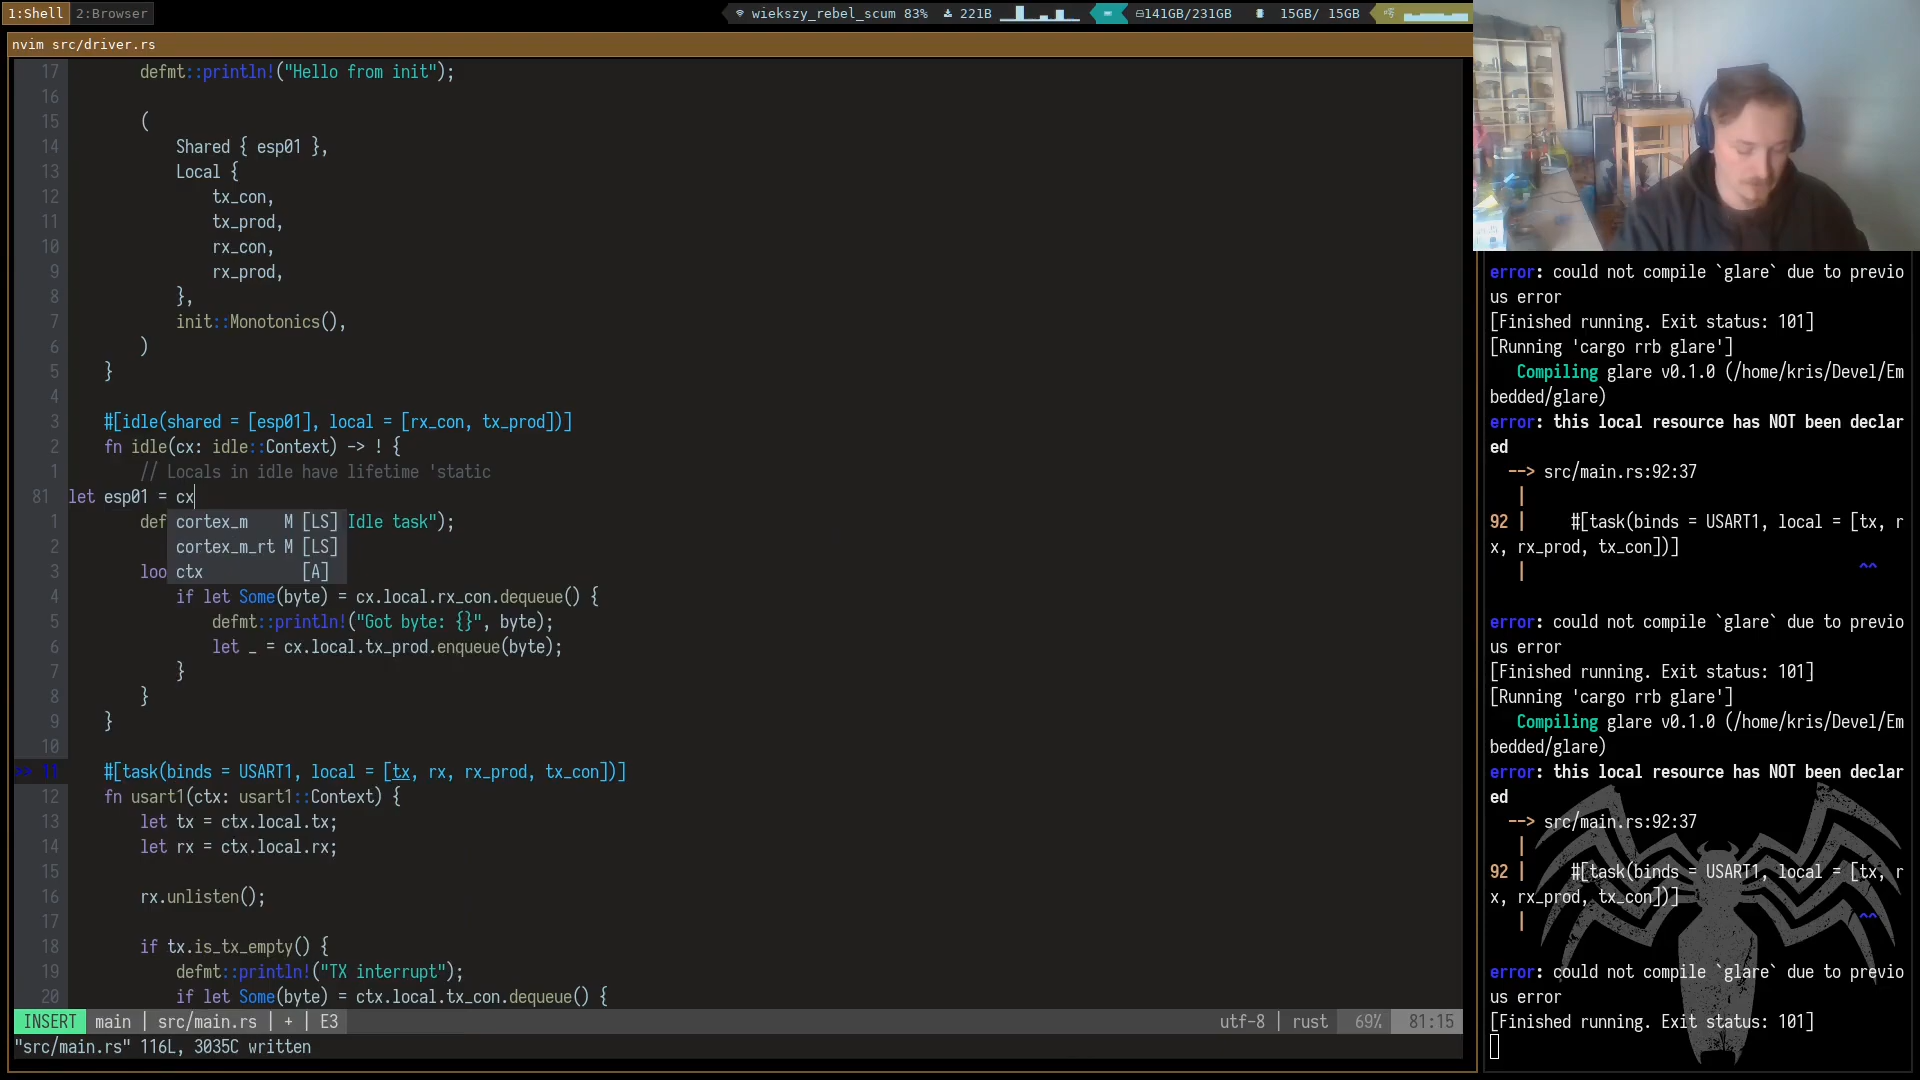 1:Shell 2:Browser
wiekszy_rebel_scum 83% 221B 141GB/231GB 15GB/ 15GB
nvim src/driver.rs
17 defmt::println!("Hello from init");
16
15 (
14 Shared { esp01 },
13 Local {
12 tx_con,
11 tx_prod,
10 rx_con,
9 rx_prod,
8 },
7 init::Monotonics(),
6 )
5 }
4
3 #[idle(shared = [esp01], local = [rx_con, tx_prod])]
2 fn idle(cx: idle::Context) -> ! {
1 // Locals in idle have lifetime 'static
81 let esp01 = cx
1 def cortex_m M [LS] Idle task");
2 cortex_m_rt M [LS]
3 loo ctx [A]
4 if let Some(byte) = cx.local.rx_con.dequeue() {
5 defmt::println!("Got byte: {}", byte);
6 let _ = cx.local.tx_prod.enqueue(byte);
7 }
8 }
9 }
10
>> 11 #[task(binds = USART1, local = [tx, rx, rx_prod, tx_con])]
12 fn usart1(ctx: usart1::Context) {
13 let tx = ctx.local.tx;
14 let rx = ctx.local.rx;
15
16 rx.unlisten();
17
18 if tx.is_tx_empty() {
19 defmt::println!("TX interrupt");
20 if let Some(byte) = ctx.local.tx_con.dequeue() {
INSERT main | src/main.rs | + | E3 utf-8 | rust 69% 81:15
"src/main.rs" 116L, 3035C written
error: could not compile `glare` due to previo
us error
[Finished running. Exit status: 101]
[Running 'cargo rrb glare']
Compiling glare v0.1.0 (/home/kris/Devel/Em
bedded/glare)
error: this local resource has NOT been declar
ed
--> src/main.rs:92:37
|
92 | #[task(binds = USART1, local = [tx, r
x, rx_prod, tx_con])]
| ^^
error: could not compile `glare` due to previo
us error
[Finished running. Exit status: 101]
[Running 'cargo rrb glare']
Compiling glare v0.1.0 (/home/kris/Devel/Em
bedded/glare)
error: this local resource has NOT been declar
ed
--> src/main.rs:92:37
|
92 | #[task(binds = USART1, local = [tx, r
x, rx_prod, tx_con])]
| ^^
error: could not compile `glare` due to previo
us error
[Finished running. Exit status: 101]